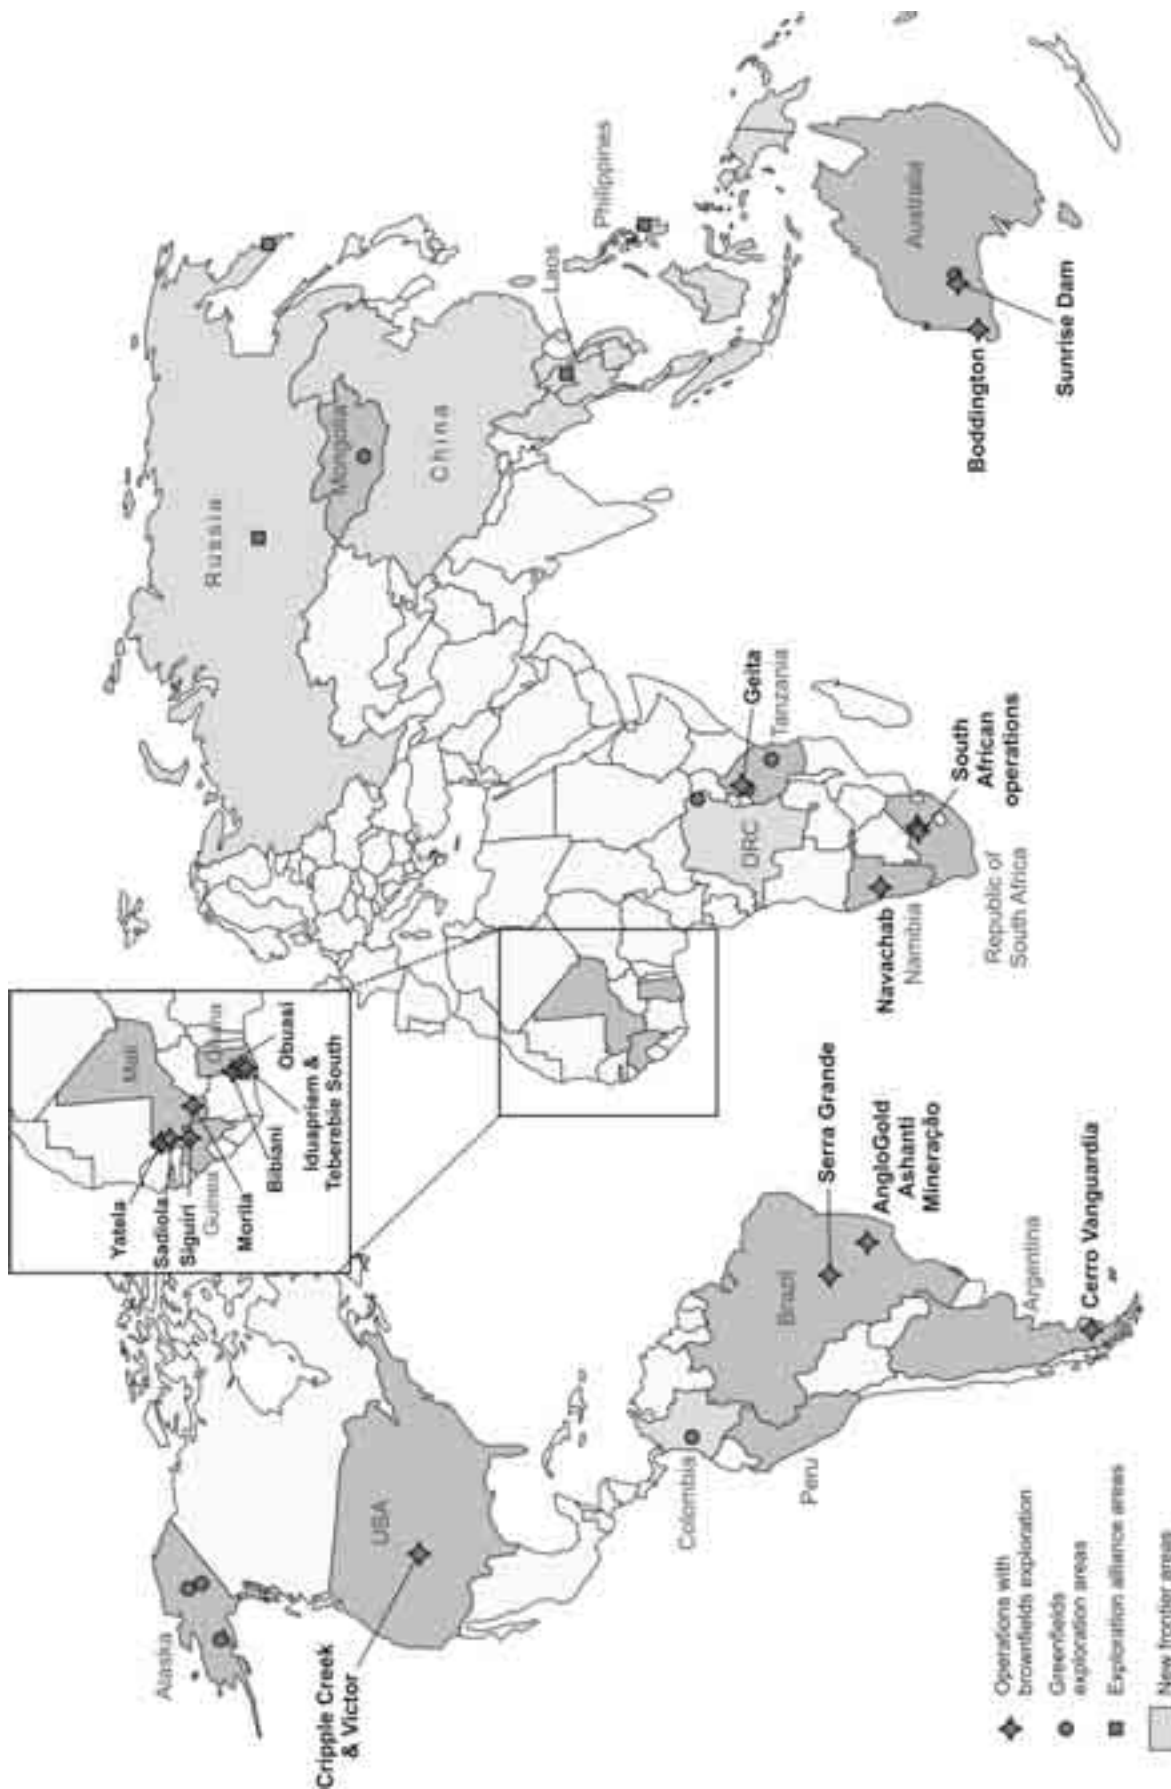 Alaska
USA
Cripple Creek
& Victor
Yatela
Sadiola
Siguiri
Guinea
Morila
Bibiani
Iduapriem &
Teberebie South
Obuasi
Mali
Ghana
Russia
Mongolia
China
Laos
Philippines
Colombia
Peru
Brazil
Serra Grande
AngloGold
Ashanti
Mineração
Argentina
Cerro Vanguardia
DRC
Geita
Tanzania
Navachab
Namibia
Republic of
South Africa
South
African
operations
Australia
Boddington
Sunrise Dam
Operations with
brownfields exploration
Greenfields
exploration areas
Exploration alliance areas
New frontier areas